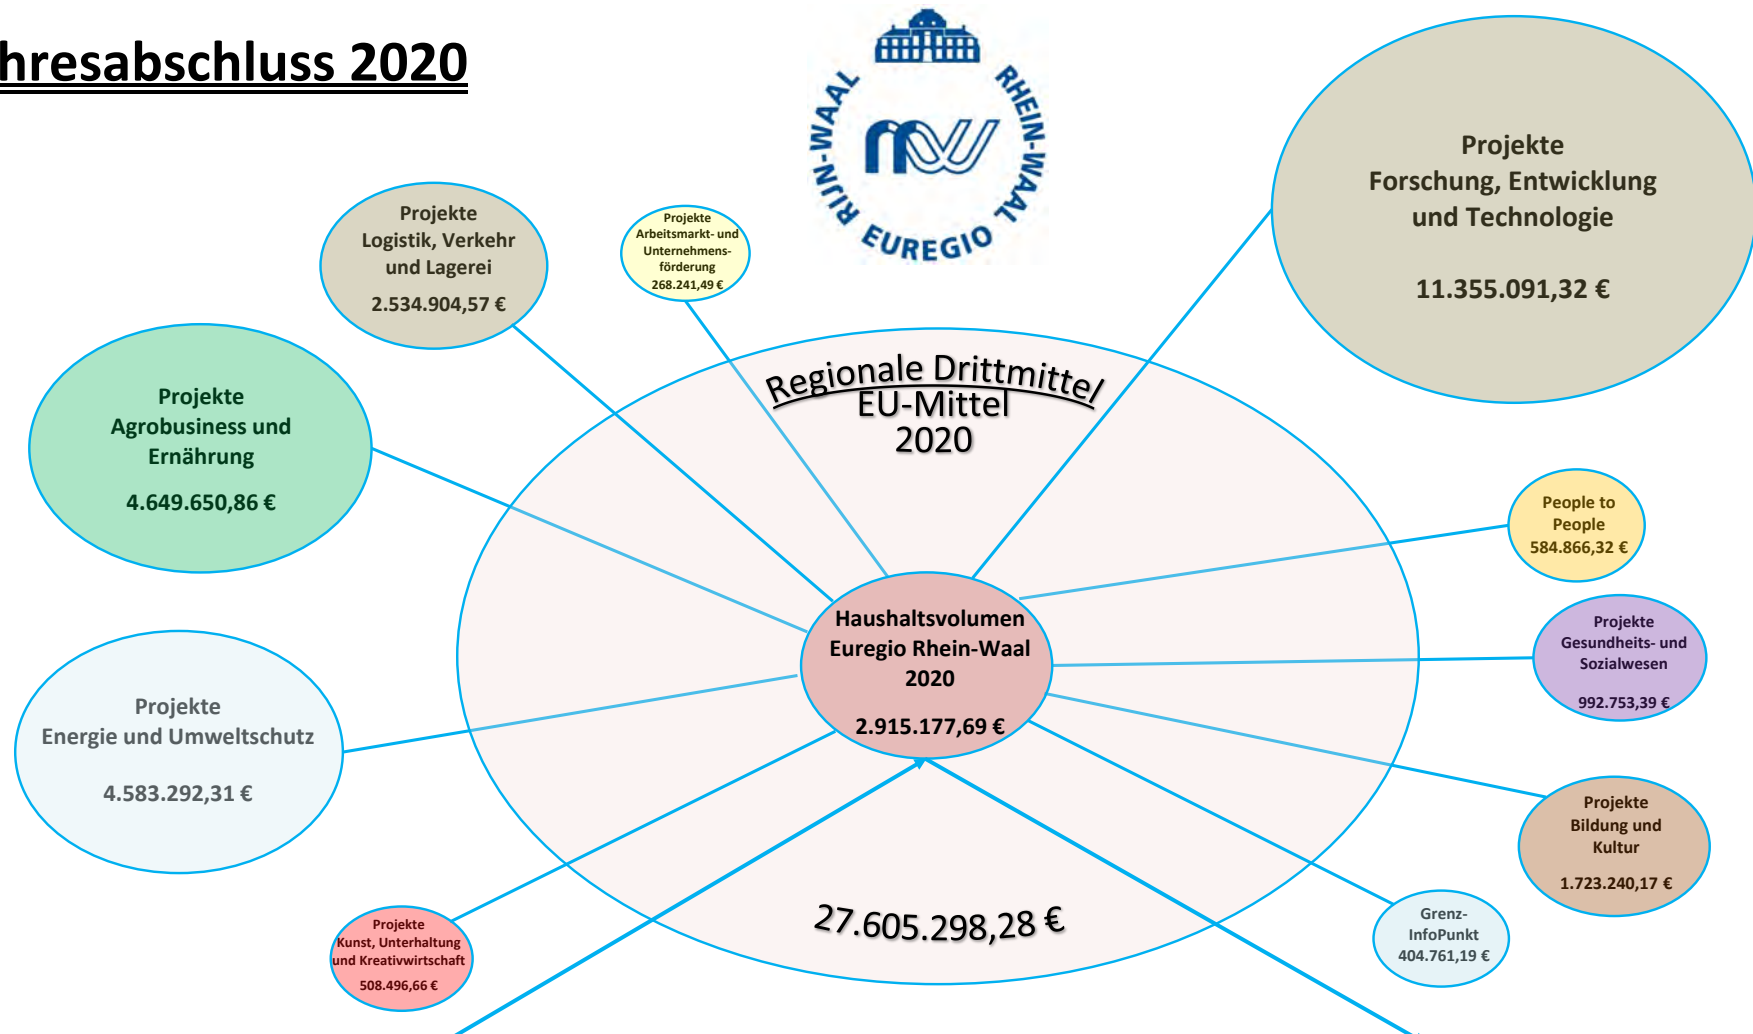 hresabschluss 2020
RIJN-WAAL
EUREGIO
RHEIN-WAAL
Projekte
Forschung, Entwicklung
und Technologie
11.355.091,32 €
Projekte
Logistik, Verkehr
und Lagerei
2.534.904,57 €
Projekte
Arbeitsmarkt- und
Unternehmens-
förderung
268.241,49 €
Projekte
Agrobusiness und
Ernährung
4.649.650,86 €
Regionale Drittmittel
EU-Mittel
2020
People to
People
584.866,32 €
Haushaltsvolumen
Euregio Rhein-Waal
2020
2.915.177,69 €
Projekte
Gesundheits- und
Sozialwesen
992.753,39 €
Projekte
Energie und Umweltschutz
4.583.292,31 €
Projekte
Bildung und
Kultur
1.723.240,17 €
27.605.298,28 €
Grenz-
InfoPunkt
404.761,19 €
Projekte
Kunst, Unterhaltung
und Kreativwirtschaft
508.496,66 €